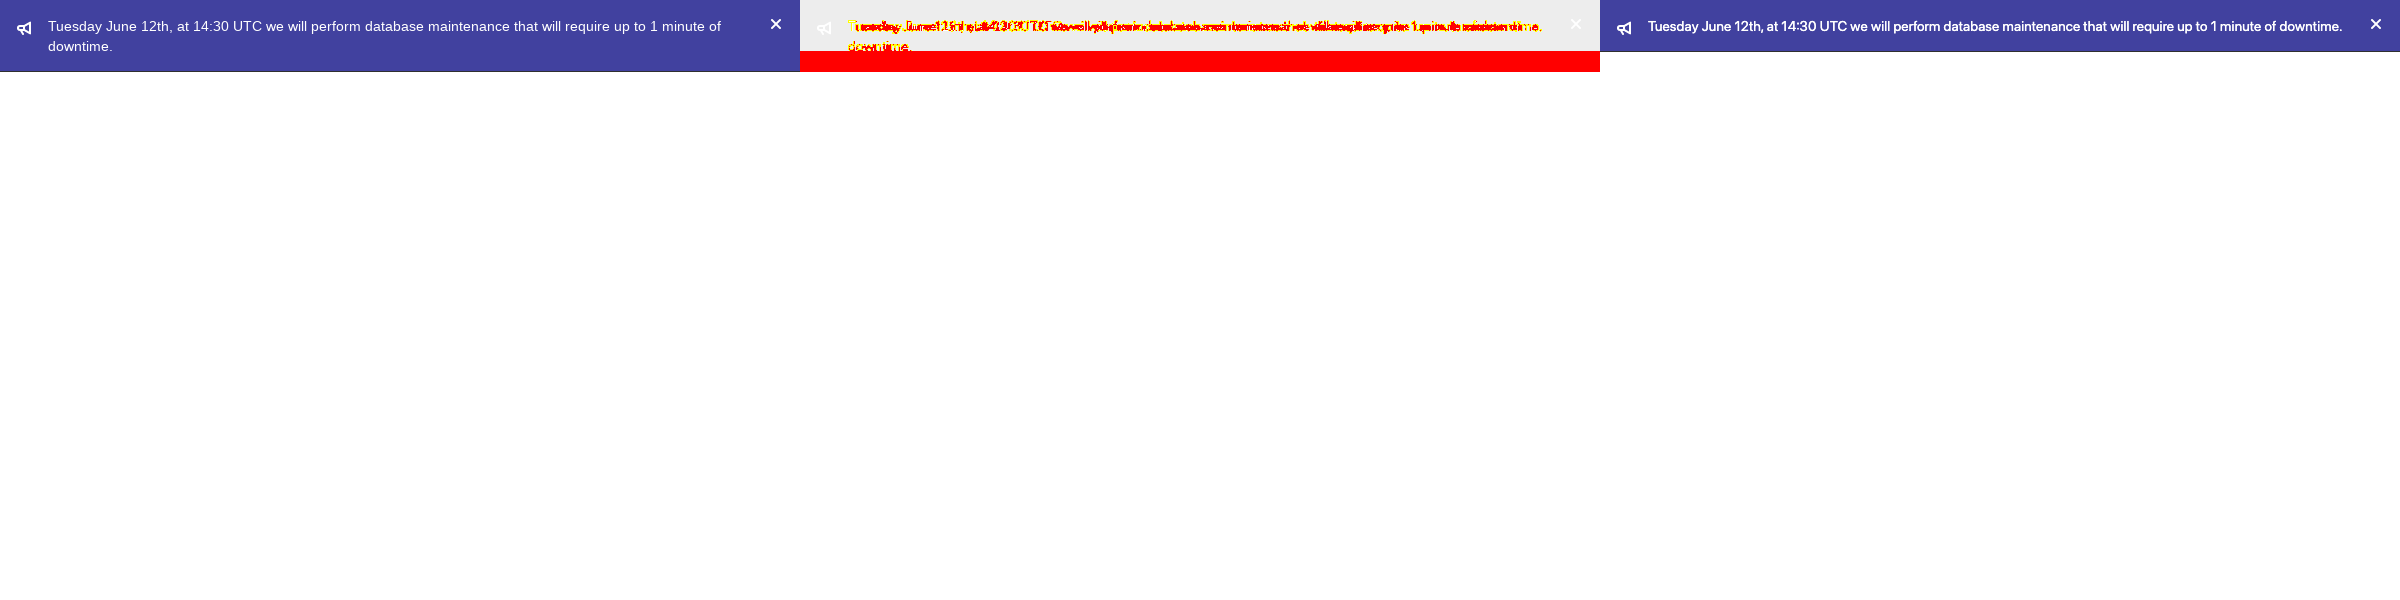 Tuesday June 12th, at 14:30 UTC we will perform database maintenance that will require up to 1 minute of
downtime.
Tuesday June 12th, at 14:30 UTC we will perform database maintenance that will require up to 1 minute of downtime.